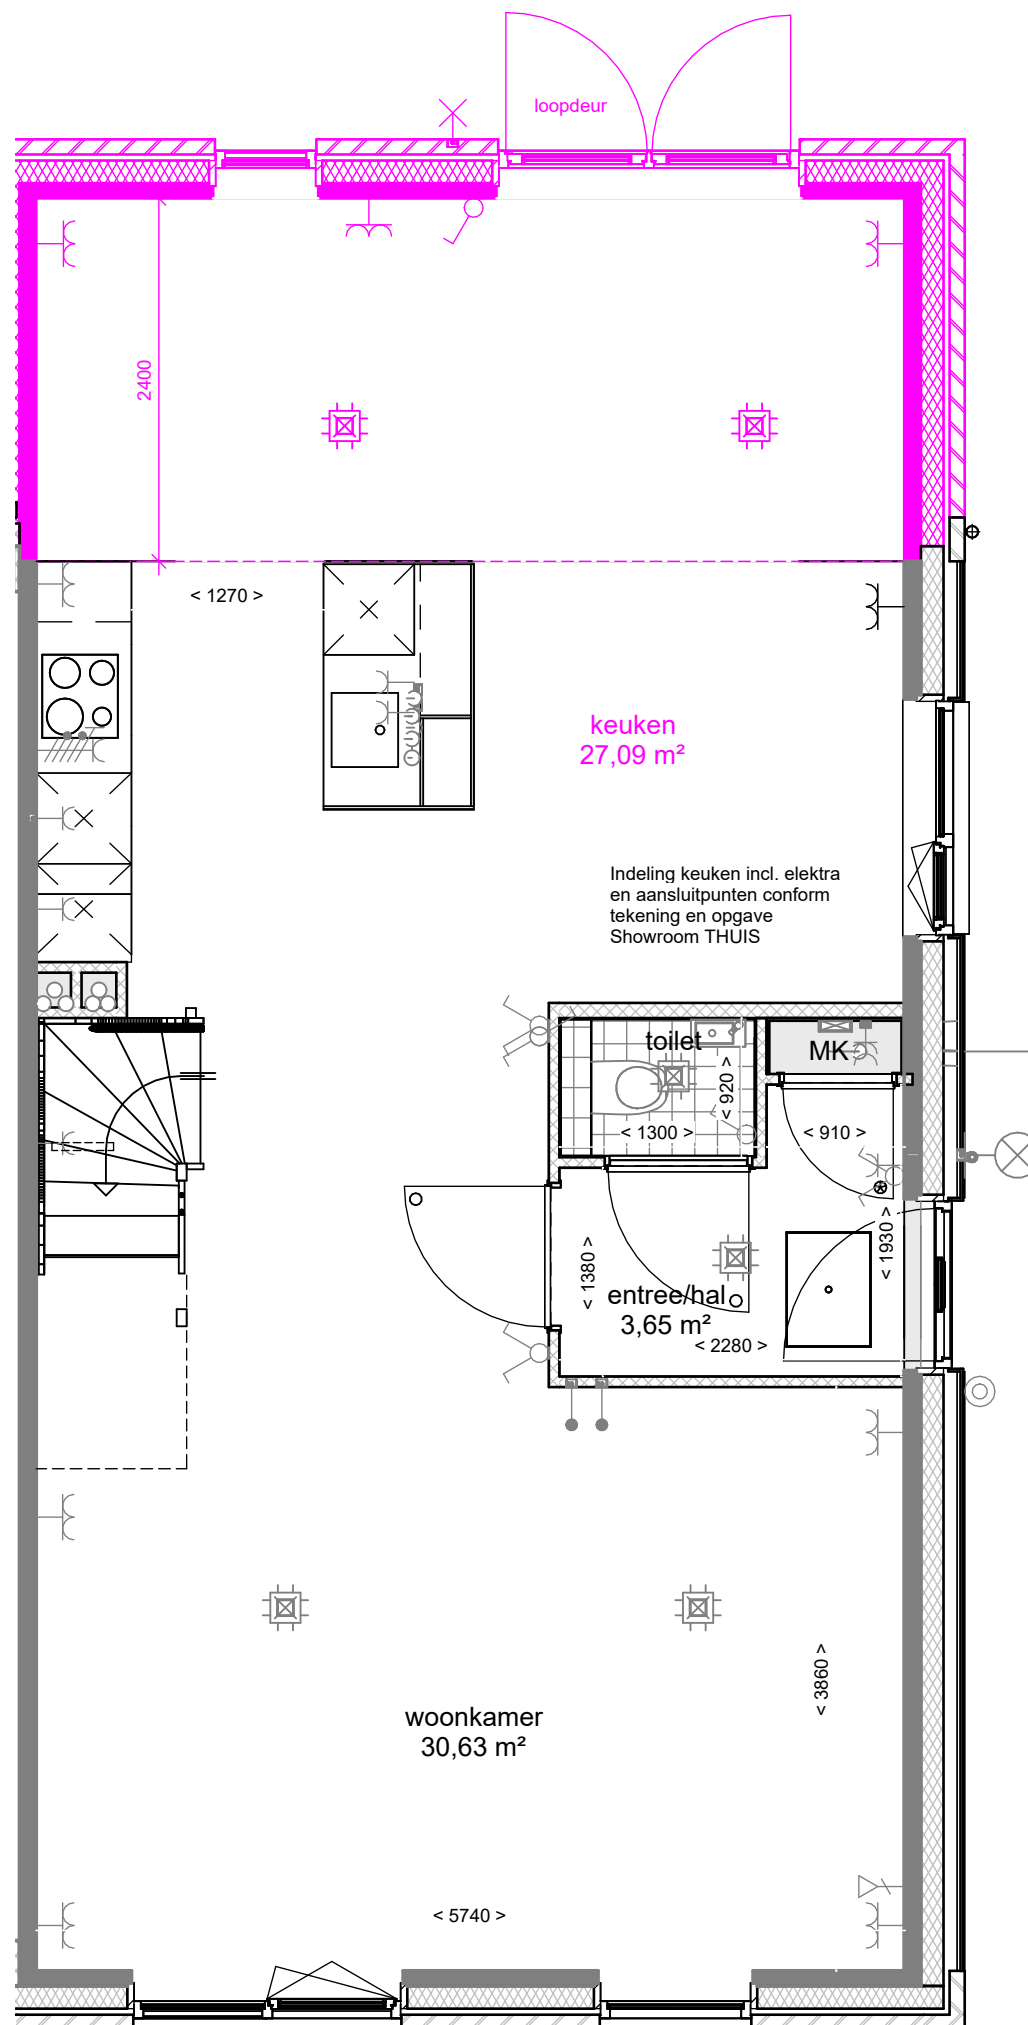 loopdeur
2400
< 1270 >
keuken
27,09 m²
Indeling keuken incl. elektra
en aansluitpunten conform
tekening en opgave
Showroom THUIS
toilet
MK
< 920 >
< 1300 >
< 910 >
< 1930 >
< 1380 >
entree/hal
3,65 m²
< 2280 >
< 3860 >
woonkamer
30,63 m²
< 5740 >